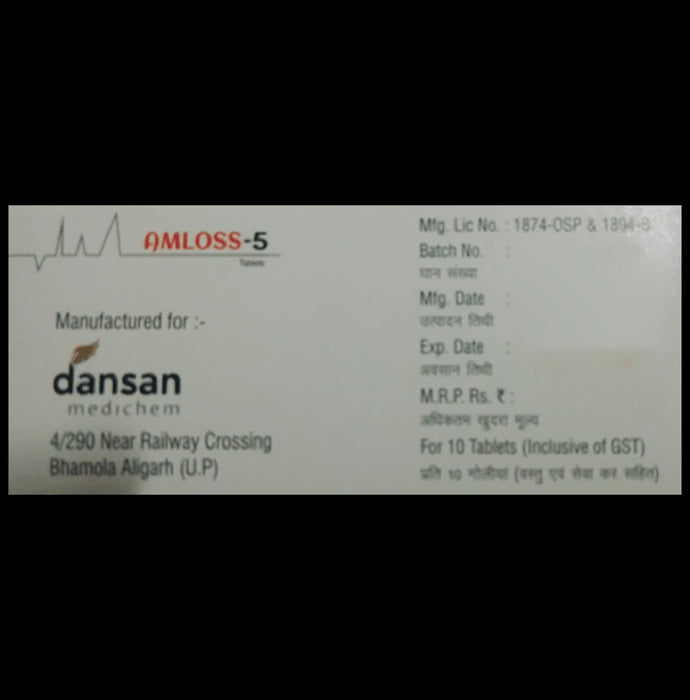 AMLOSS-5
Tablets
Manufactured for :-
dansan
medichem
4/290 Near Railway Crossing
Bhamola Aligarh (U.P)
Mfg. Lic No. : 1874-OSP & 1894-B
Batch No. :
घान संख्या
Mfg. Date :
उत्पादन तिथी
Exp. Date :
अवसान तिथी
M.R.P. Rs. ₹ :
अधिकतम खुदरा मूल्य
For 10 Tablets (Inclusive of GST)
प्रति 10 गोलीयां (वस्तु एवं सेवा कर सहित)